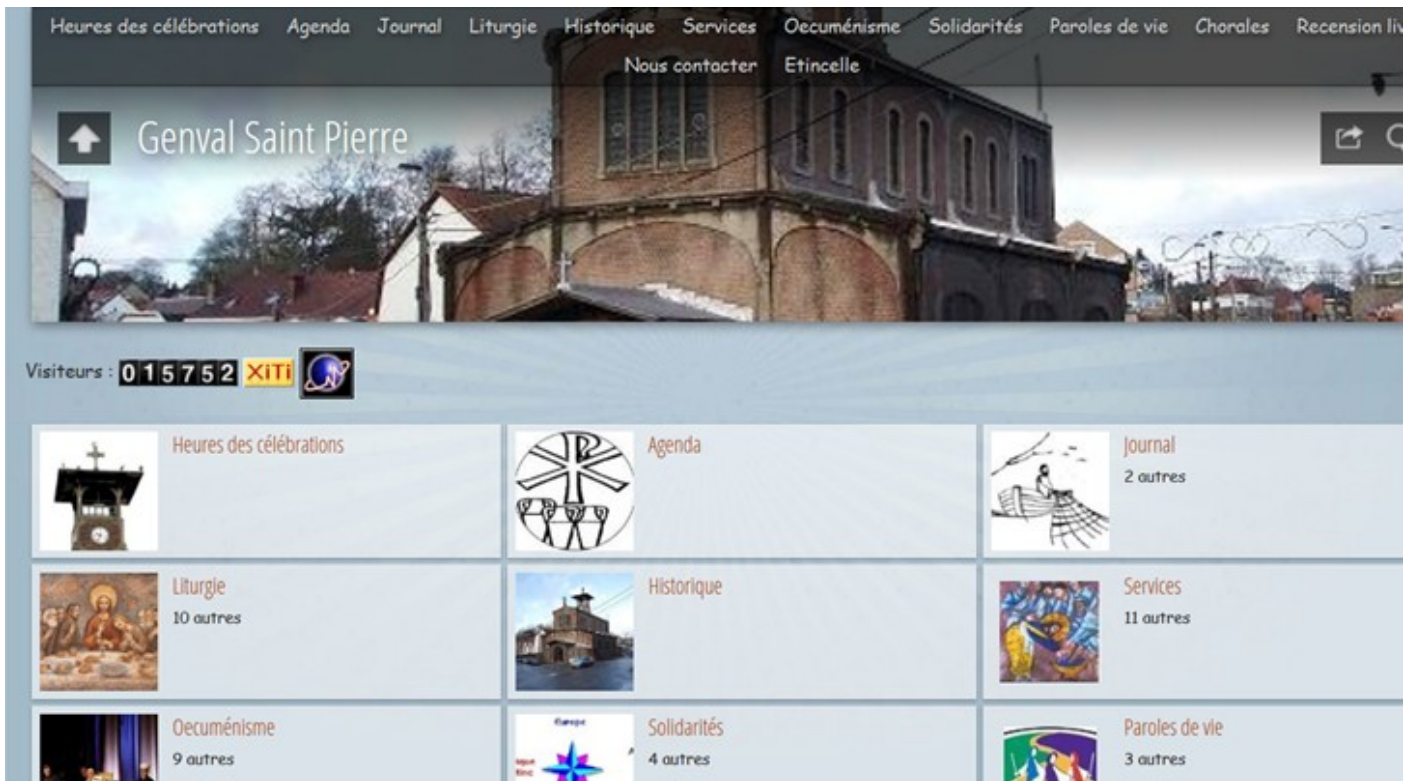 Heures des célébrations Agenda Journal Liturgie Historique Services Oecuménisme Solidarités Paroles de vie Chorales Recension
Nous contacter Etincelle
Genval Saint Pierre
Visiteurs : 015752 XiTi
Heures des célébrations
Agenda
Journal
2 autres
Liturgie
10 autres
Historique
Services
11 autres
Oecuménisme
9 autres
Europe
Solidarités
4 autres
Paroles de vie
3 autres